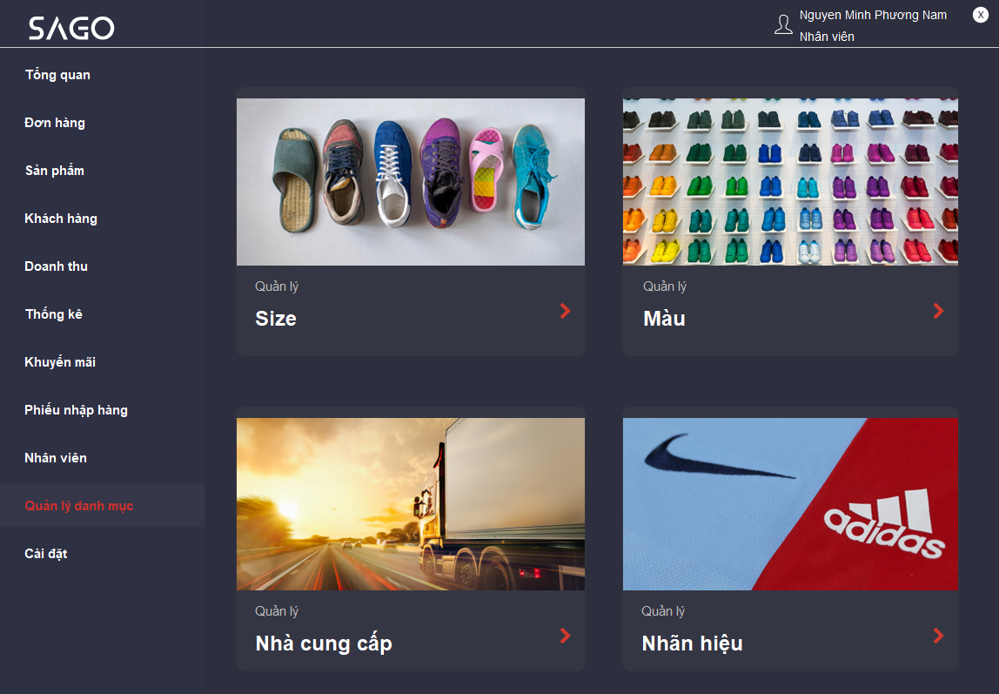 SAGO
Nguyen Minh Phương Nam
X
Nhân viên
Tổng quan
Đơn hàng
Sản phẩm
Khách hàng
Doanh thu
Thống kê
Khuyến mãi
Phiếu nhập hàng
Nhân viên
Quản lý danh mục
Cài đặt
Quản lý
Size
Quản lý
Màu
adidas
Quản lý
Nhà cung cấp
Quản lý
Nhãn hiệu